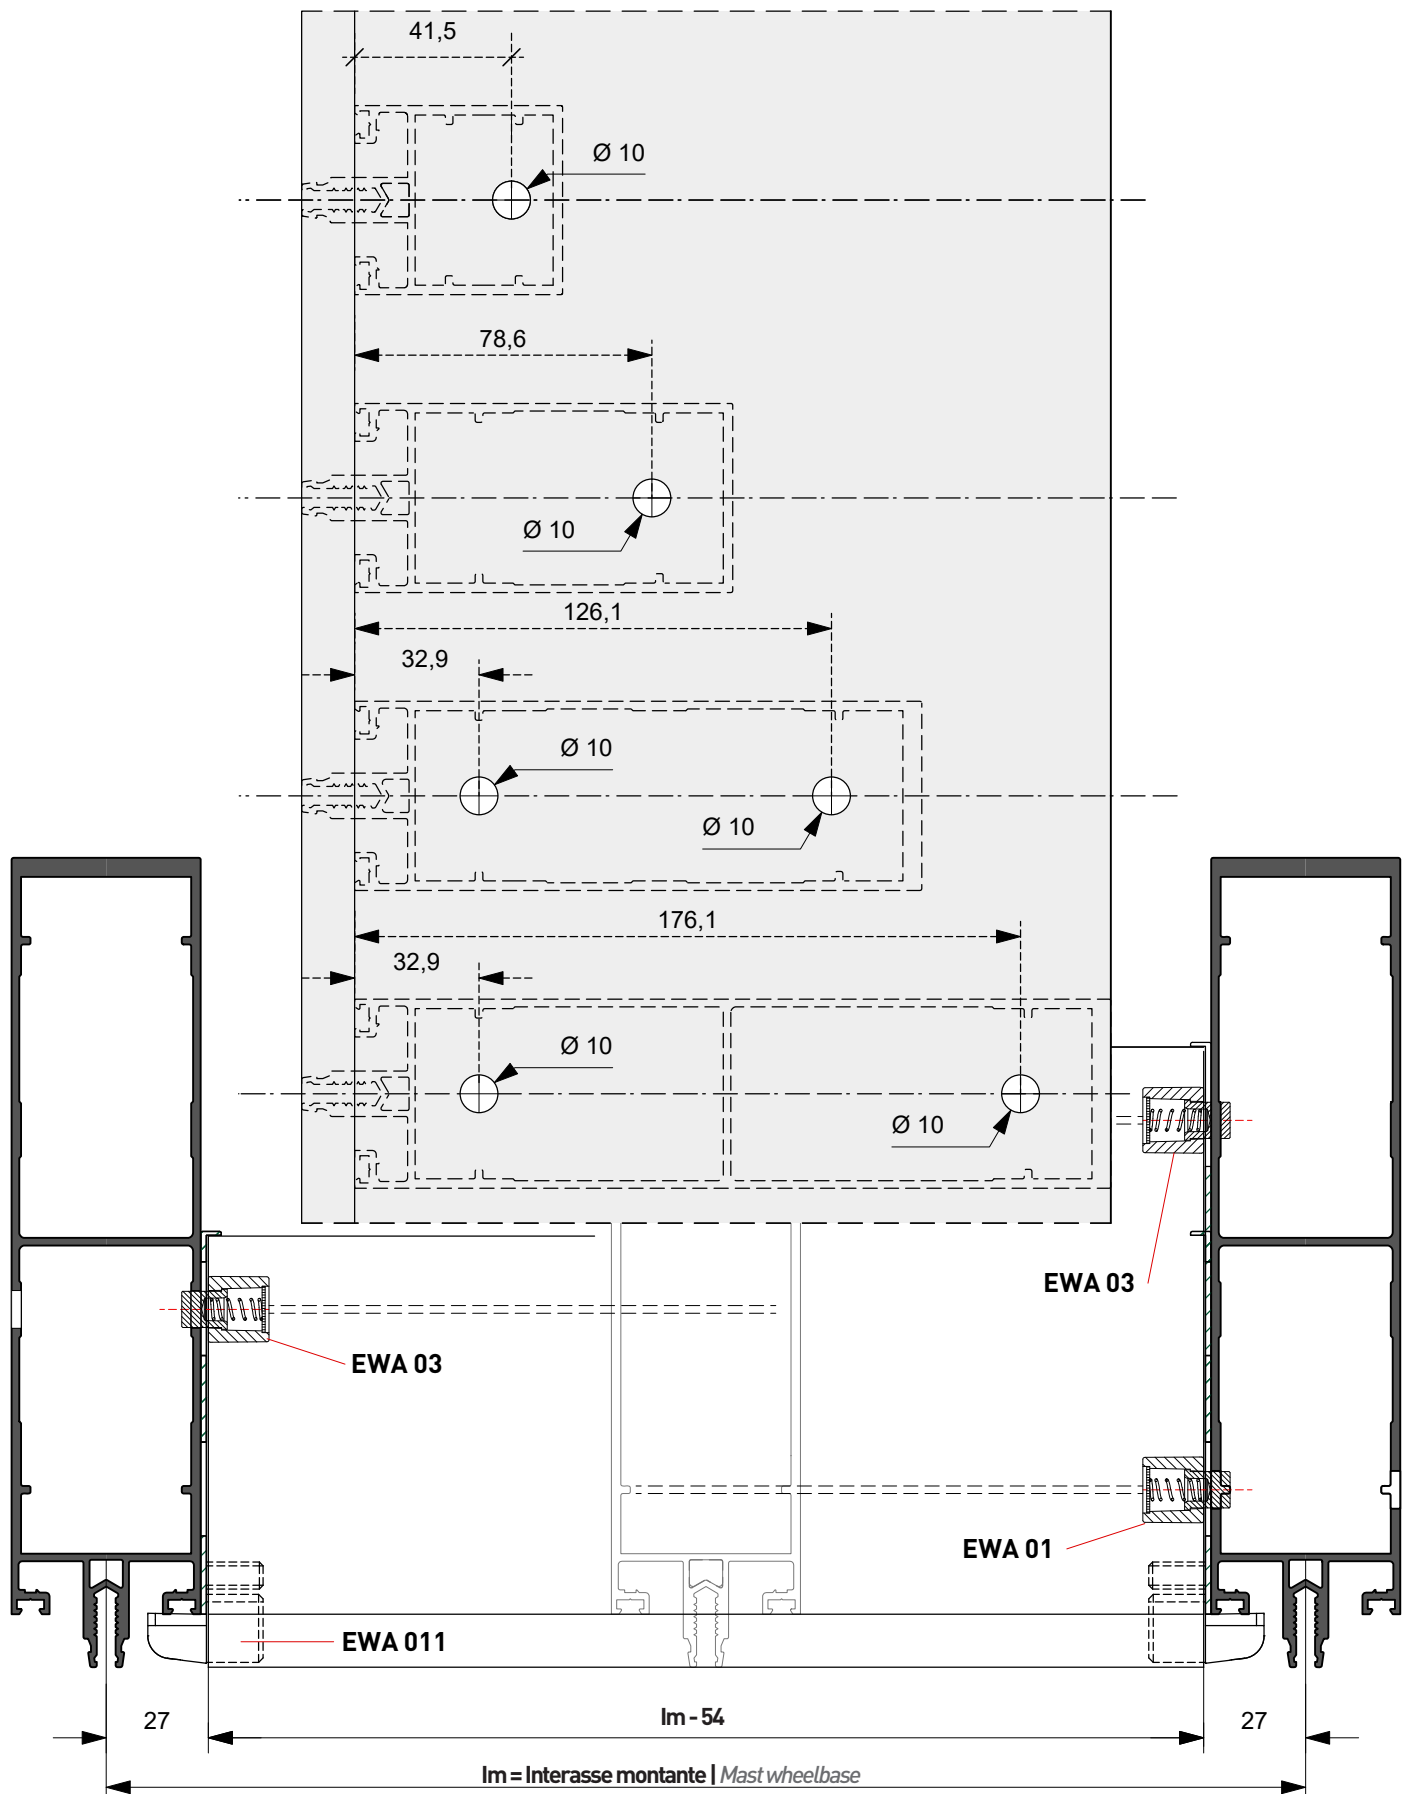 41,5
Ø 10
78,6
Ø 10
126,1
32,9
Ø 10
Ø 10
176,1
32,9
Ø 10
Ø 10
EWA 03
EWA 03
EWA 01
EWA 011
27
Im - 54
27
Im = Interasse montante | Mast wheelbase